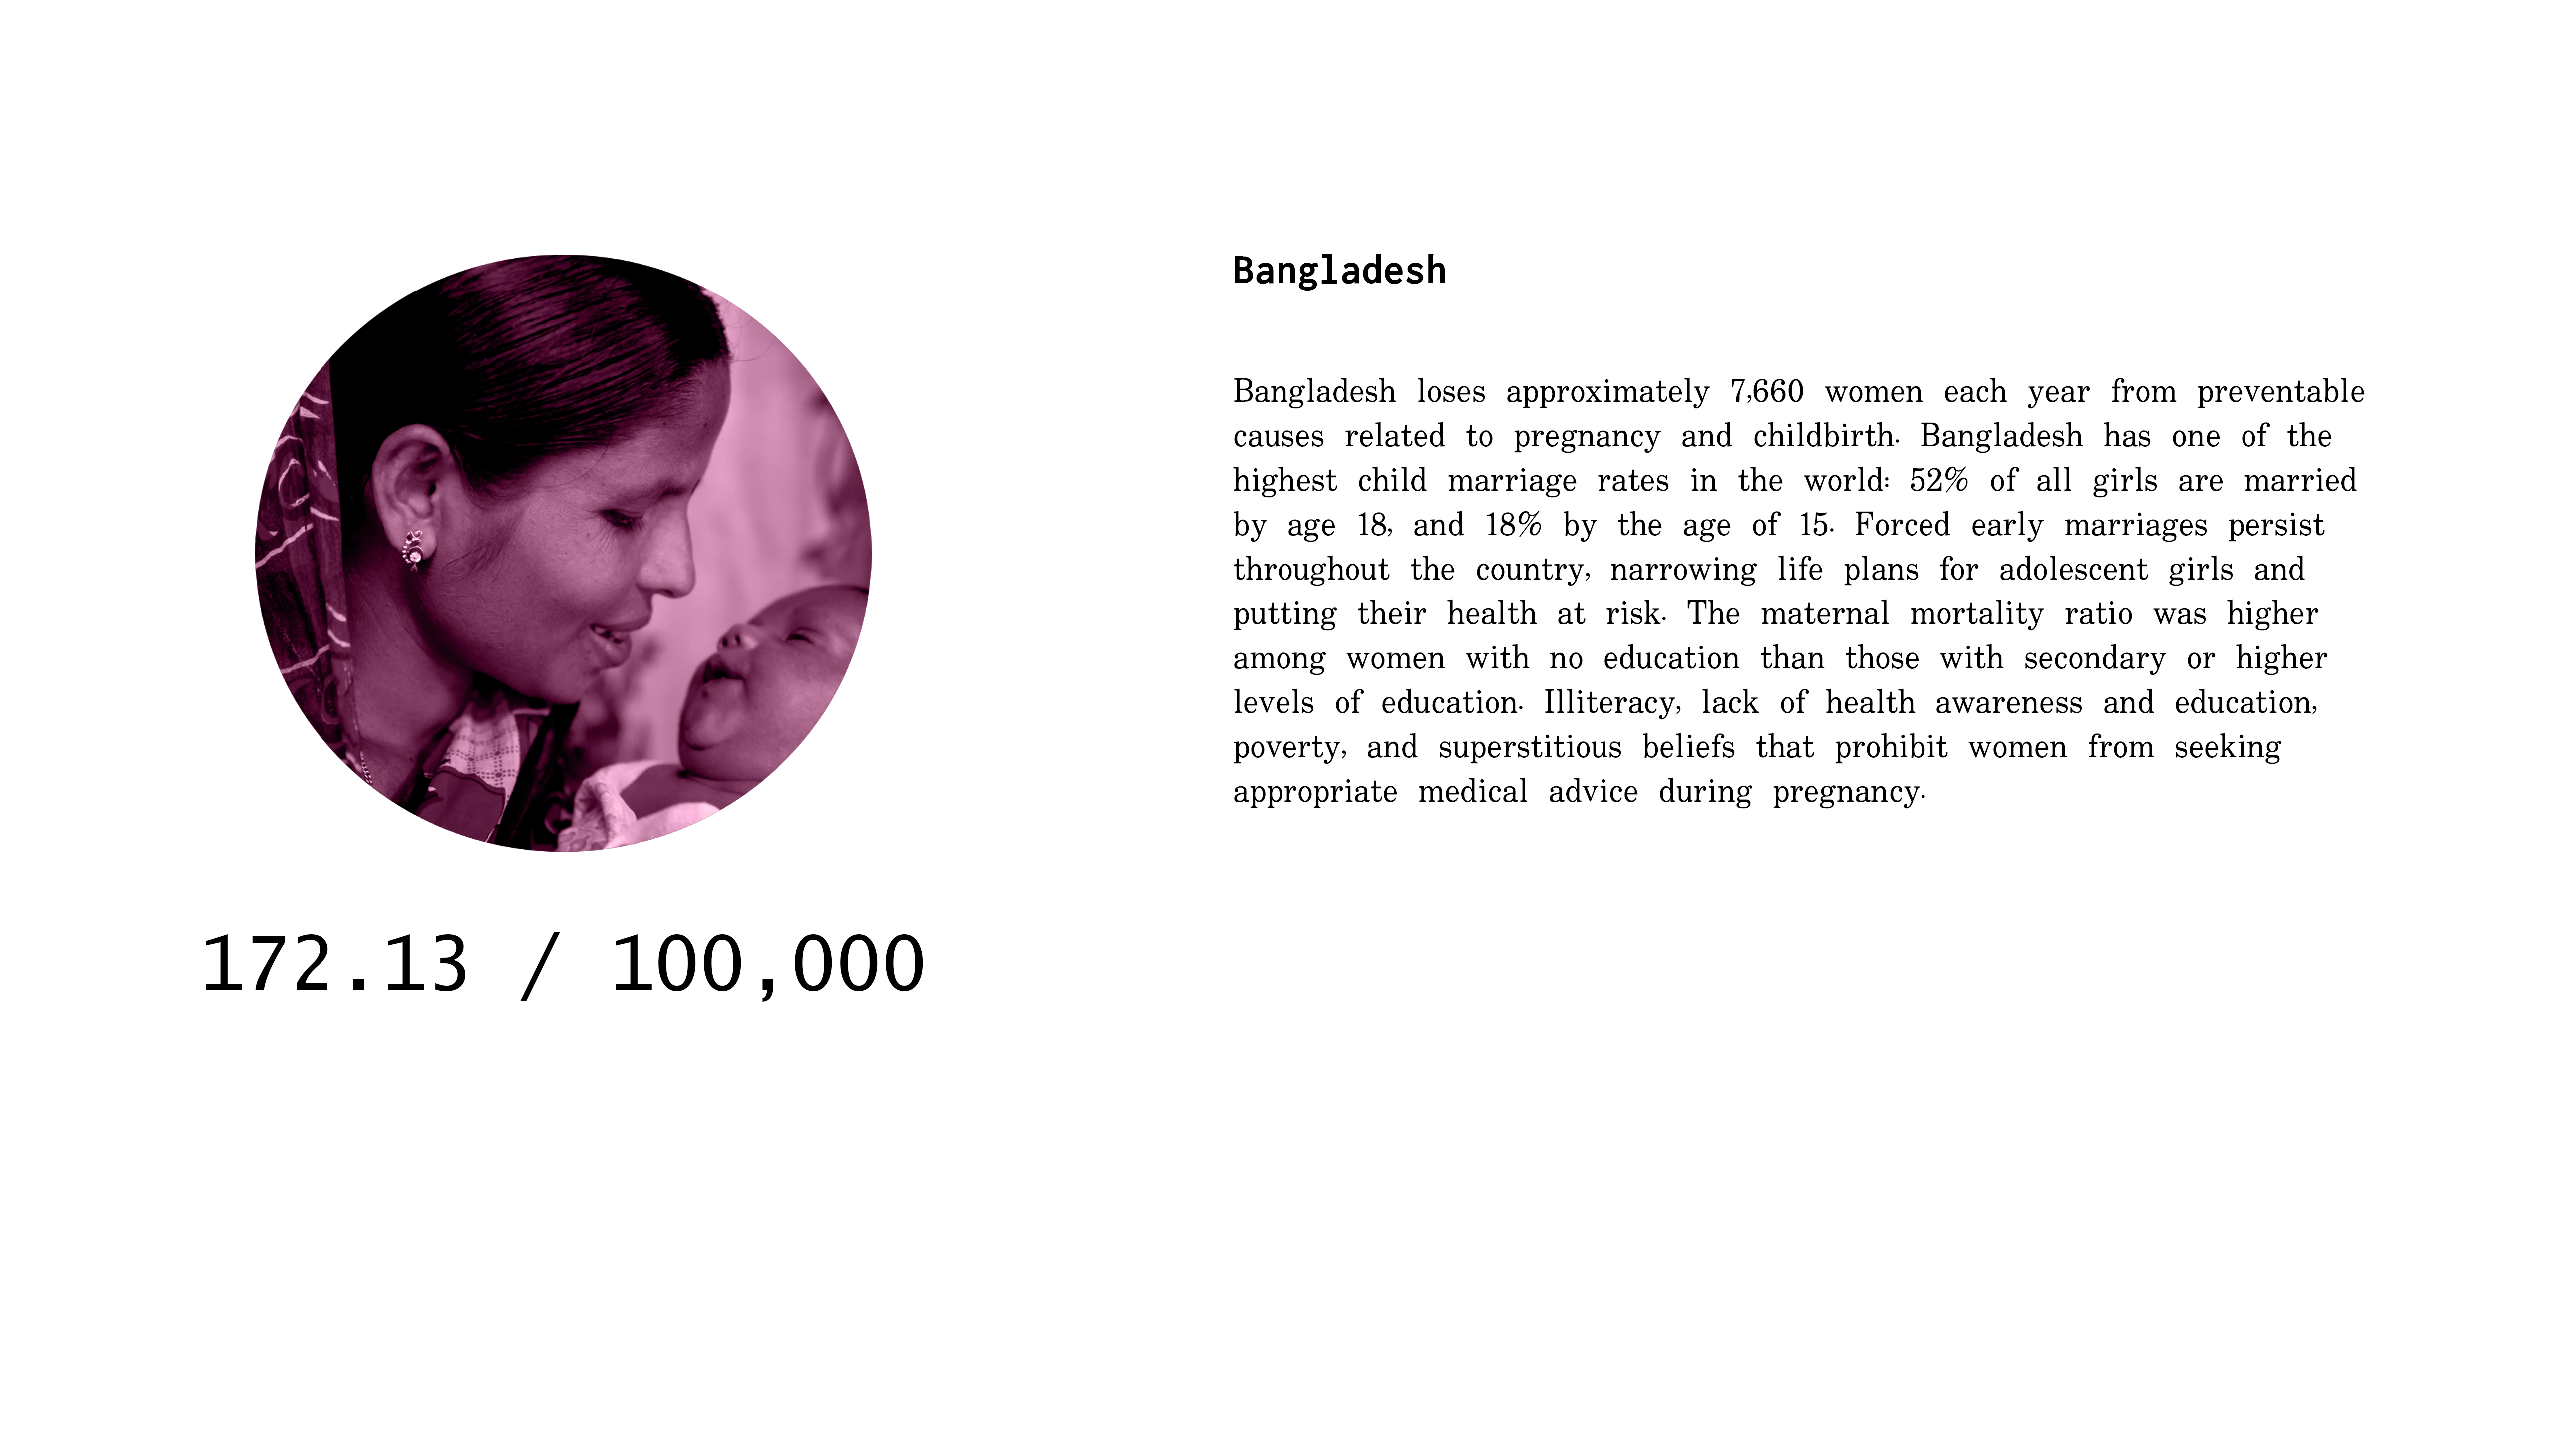 Bangladesh
Bangladesh loses approximately 7,660 women each year from preventable
causes related to pregnancy and childbirth. Bangladesh has one of the
highest child marriage rates in the world: 52% of all girls are married
by age 18, and 18% by the age of 15. Forced early marriages persist
throughout the country, narrowing life plans for adolescent girls and
putting their health at risk. The maternal mortality ratio was higher
among women with no education than those with secondary or higher
levels of education. Illiteracy, lack of health awareness and education,
poverty, and superstitious beliefs that prohibit women from seeking
appropriate medical advice during pregnancy.
172.13 / 100,000